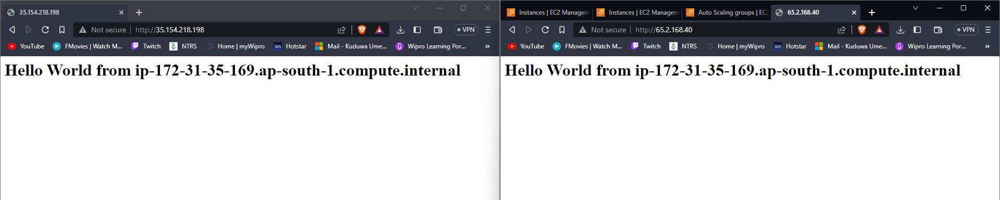 35.154.218.198
Not secure http://35.154.218.198 VPN
YouTube FMovies | Watch M... Twitch NTRS Home | myWipro Hotstar Mail - Kuduwa Ume... Wipro Learning Por... »
Hello World from ip-172-31-35-169.ap-south-1.compute.internal
Instances | EC2 Managem Instances | EC2 Managem Auto Scaling groups | EC2 65.2.168.40
Not secure http://65.2.168.40 VPN
YouTube FMovies | Watch M... Twitch NTRS Home | myWipro Hotstar Mail - Kuduwa Ume... Wipro Learning Por... »
Hello World from ip-172-31-35-169.ap-south-1.compute.internal